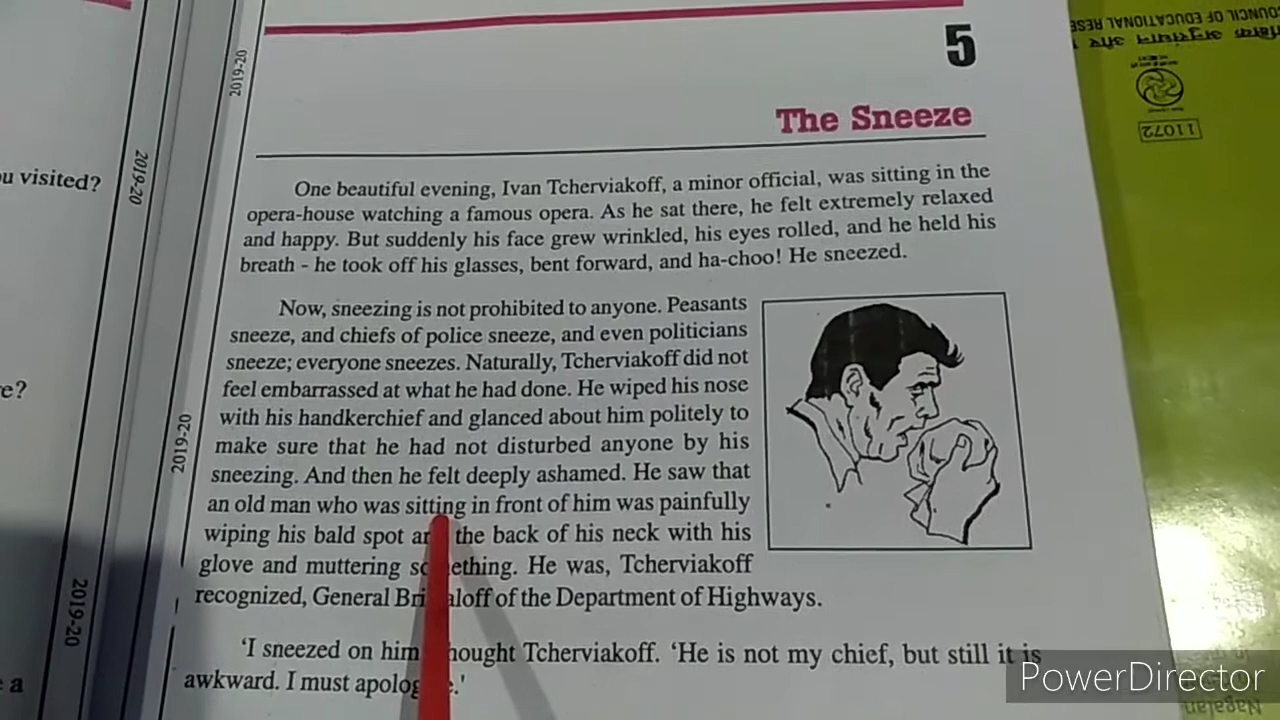 5
The Sneeze
One beautiful evening, Ivan Tcherviakoff, a minor official, was sitting in the
opera-house watching a famous opera. As he sat there, he felt extremely relaxed
and happy. But suddenly his face grew wrinkled, his eyes rolled, and he held his
breath - he took off his glasses, bent forward, and ha-choo! He sneezed.
Now, sneezing is not prohibited to anyone. Peasants
sneeze, and chiefs of police sneeze, and even politicians
sneeze; everyone sneezes. Naturally, Tcherviakoff did not
feel embarrassed at what he had done. He wiped his nose
with his handkerchief and glanced about him politely to
make sure that he had not disturbed anyone by his
sneezing. And then he felt deeply ashamed. He saw that
an old man who was sitting in front of him was painfully
wiping his bald spot the back of his neck with his
glove and muttering He was, Tcherviakoff
recognized, General of the Department of Highways.
'I sneezed on him Tcherviakoff. 'He is not my chief, but still it is
awkward. I must
visited?
2019-20
2019-20
2019-20
2019-20
a
COUNCIL OF EDUCATIONAL
11072
PowerDirector